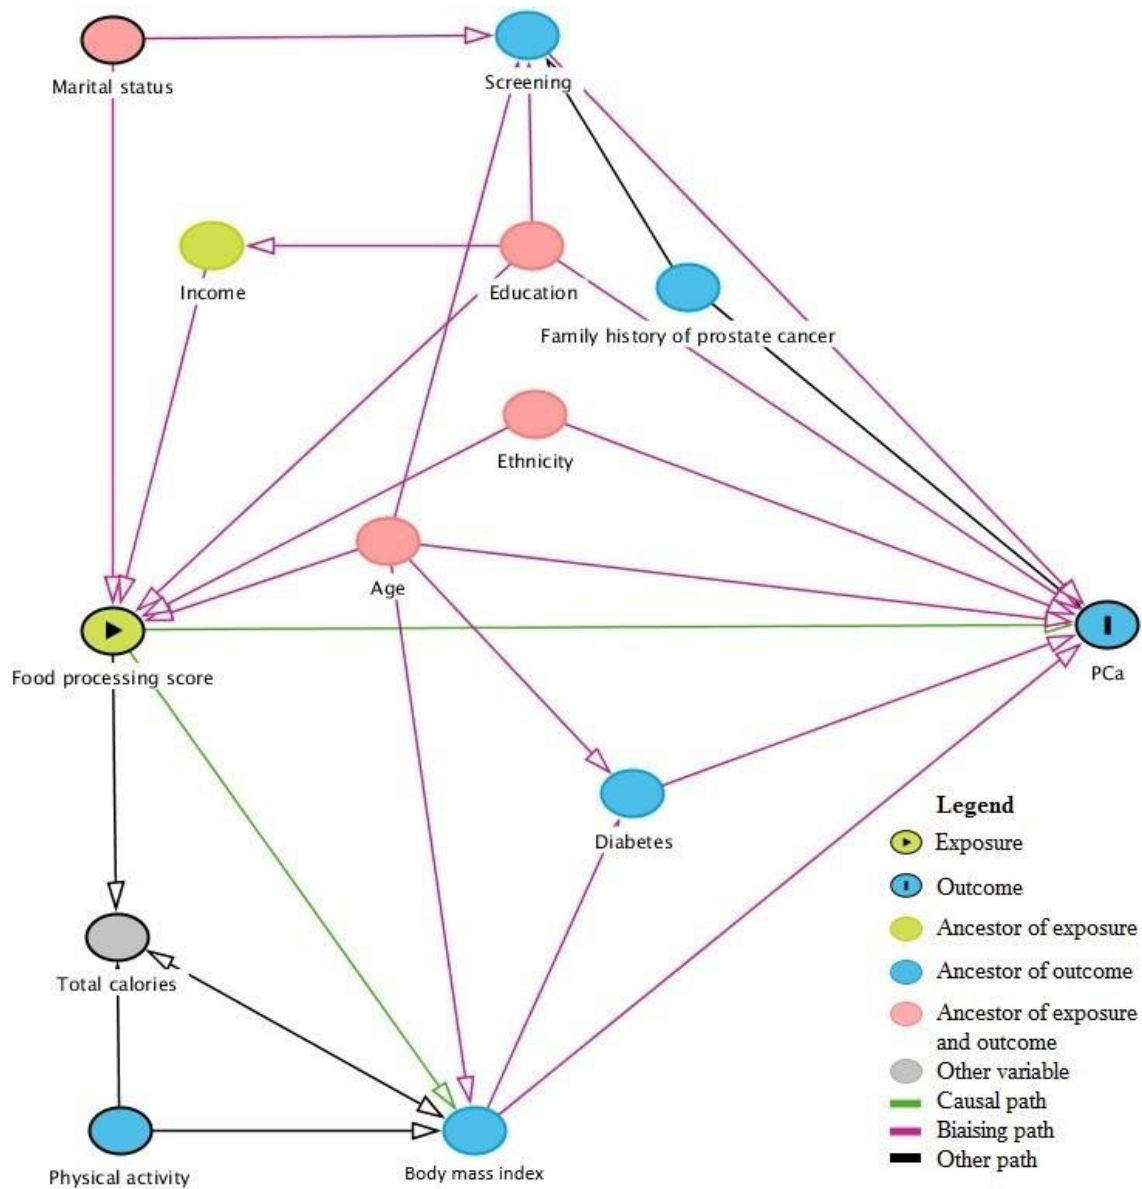 Marital status
Screening
Income
Education
Family history of prostate cancer
Ethnicity
Age
Food processing score
PCa
Diabetes
Total calories
Physical activity
Body mass index
Legend
Exposure
Outcome
Ancestor of exposure
Ancestor of outcome
Ancestor of exposure
and outcome
Other variable
Causal path
Biaising path
Other path